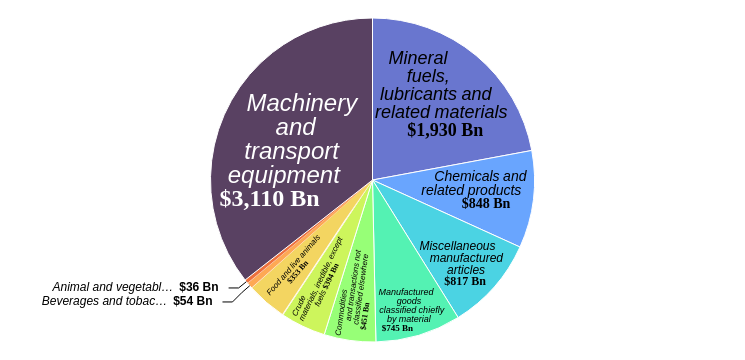 Mineral
fuels,
lubricants and
related materials
$1,930 Bn
Chemicals and
related products
$848 Bn
Miscellaneous
manufactured
articles
$817 Bn
Manufactured
goods
classified chiefly
by material
$745 Bn
Commodities
and transactions not
classified elsewhere
$451 Bn
Crude
materials, inedible, except
fuels $394 Bn
Food and live animals
$353 Bn
Beverages and tobac… $54 Bn
Animal and vegetabl… $36 Bn
Machinery
and
transport
equipment
$3,110 Bn